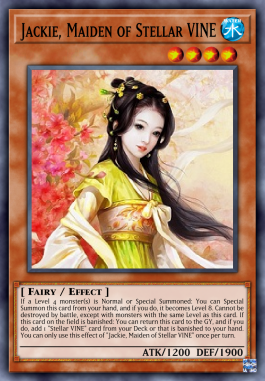 Jackie, Maiden of Stellar VINE
WATER
水
[ Fairy / Effect ]
If a Level 4 monster(s) is Normal or Special Summoned: You can Special
Summon this card from your hand, and if you do, it becomes Level 8. Cannot be
destroyed by battle, except with monsters with the same Level as this card. If
this card on the field is banished: You can return this card to the GY, and if you
do, add 1 "Stellar VINE" card from your Deck or that is banished to your hand.
You can only use this effect of "Jackie, Maiden of Stellar VINE" once per turn.
ATK/1200 DEF/1900